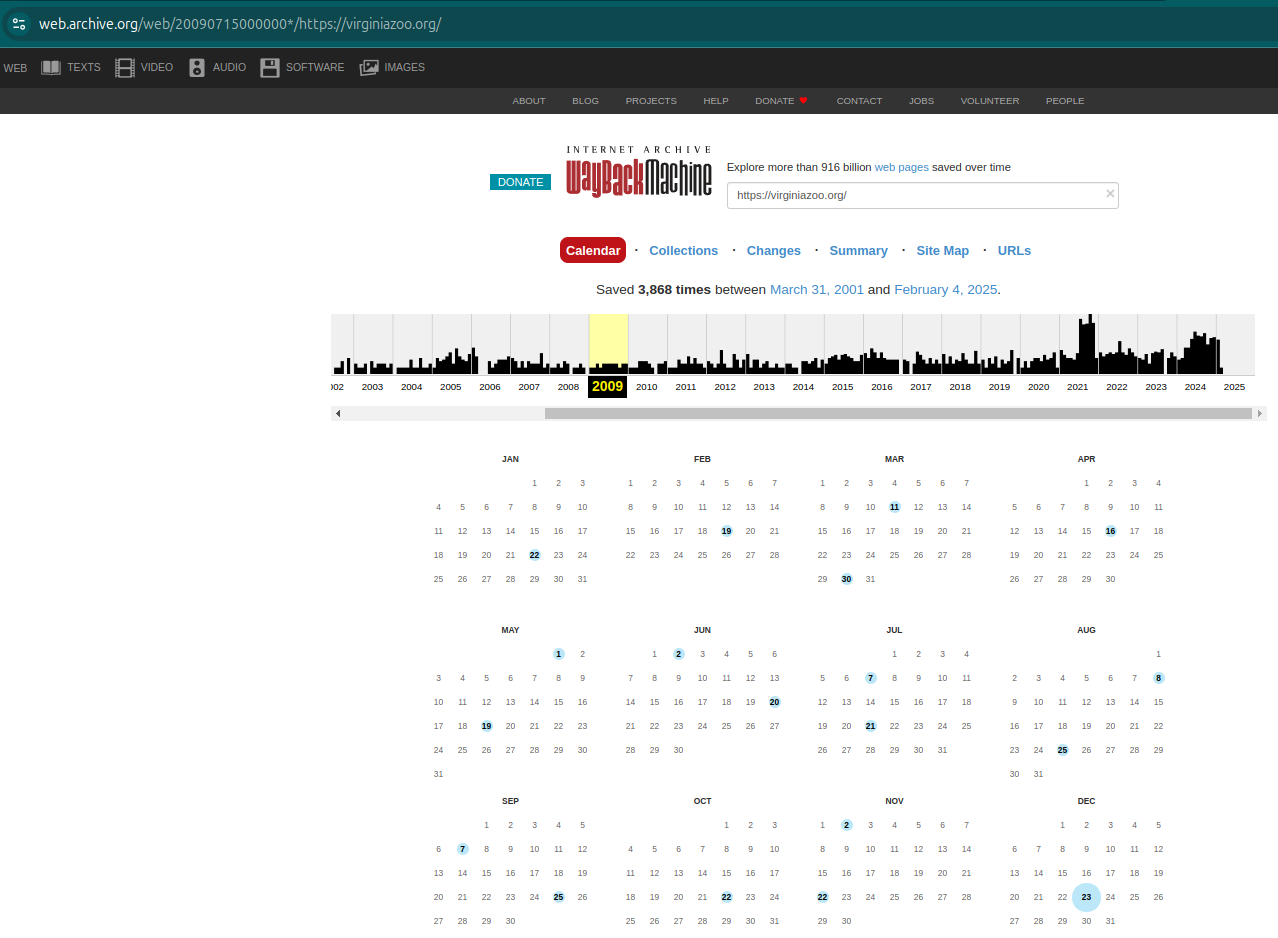 web.archive.org/web/20090715000000*/https://virginiazoo.org/
WEB TEXTS VIDEO AUDIO SOFTWARE IMAGES
ABOUT BLOG PROJECTS HELP DONATE CONTACT JOBS VOLUNTEER PEOPLE
INTERNET ARCHIVE
WayBackMachine
DONATE
Explore more than 916 billion web pages saved over time
https://virginiazoo.org/ ×
Calendar · Collections · Changes · Summary · Site Map · URLs
Saved 3,868 times between March 31, 2001 and February 4, 2025.
002 2003 2004 2005 2006 2007 2008 2009 2010 2011 2012 2013 2014 2015 2016 2017 2018 2019 2020 2021 2022 2023 2024 2025
JAN FEB MAR APR
1 2 3 1 2 3 4 5 6 7 1 2 3 4 5 6 7 1 2 3 4
4 5 6 7 8 9 10 8 9 10 11 12 13 14 8 9 10 11 12 13 14 5 6 7 8 9 10 11
11 12 13 14 15 16 17 15 16 17 18 19 20 21 15 16 17 18 19 20 21 12 13 14 15 16 17 18
18 19 20 21 22 23 24 22 23 24 25 26 27 28 22 23 24 25 26 27 28 19 20 21 22 23 24 25
25 26 27 28 29 30 31 29 30 31 26 27 28 29 30
MAY JUN JUL AUG
1 2 1 2 3 4 5 6 1 2 3 4 1
3 4 5 6 7 8 9 7 8 9 10 11 12 13 5 6 7 8 9 10 11 2 3 4 5 6 7 8
10 11 12 13 14 15 16 14 15 16 17 18 19 20 12 13 14 15 16 17 18 9 10 11 12 13 14 15
17 18 19 20 21 22 23 21 22 23 24 25 26 27 19 20 21 22 23 24 25 16 17 18 19 20 21 22
24 25 26 27 28 29 30 28 29 30 26 27 28 29 30 31 23 24 25 26 27 28 29
31 30 31
SEP OCT NOV DEC
1 2 3 4 5 1 2 3 1 2 3 4 5 6 7 1 2 3 4 5
6 7 8 9 10 11 12 4 5 6 7 8 9 10 8 9 10 11 12 13 14 6 7 8 9 10 11 12
13 14 15 16 17 18 19 11 12 13 14 15 16 17 15 16 17 18 19 20 21 13 14 15 16 17 18 19
20 21 22 23 24 25 26 18 19 20 21 22 23 24 22 23 24 25 26 27 28 20 21 22 23 24 25 26
27 28 29 30 25 26 27 28 29 30 31 29 30 27 28 29 30 31